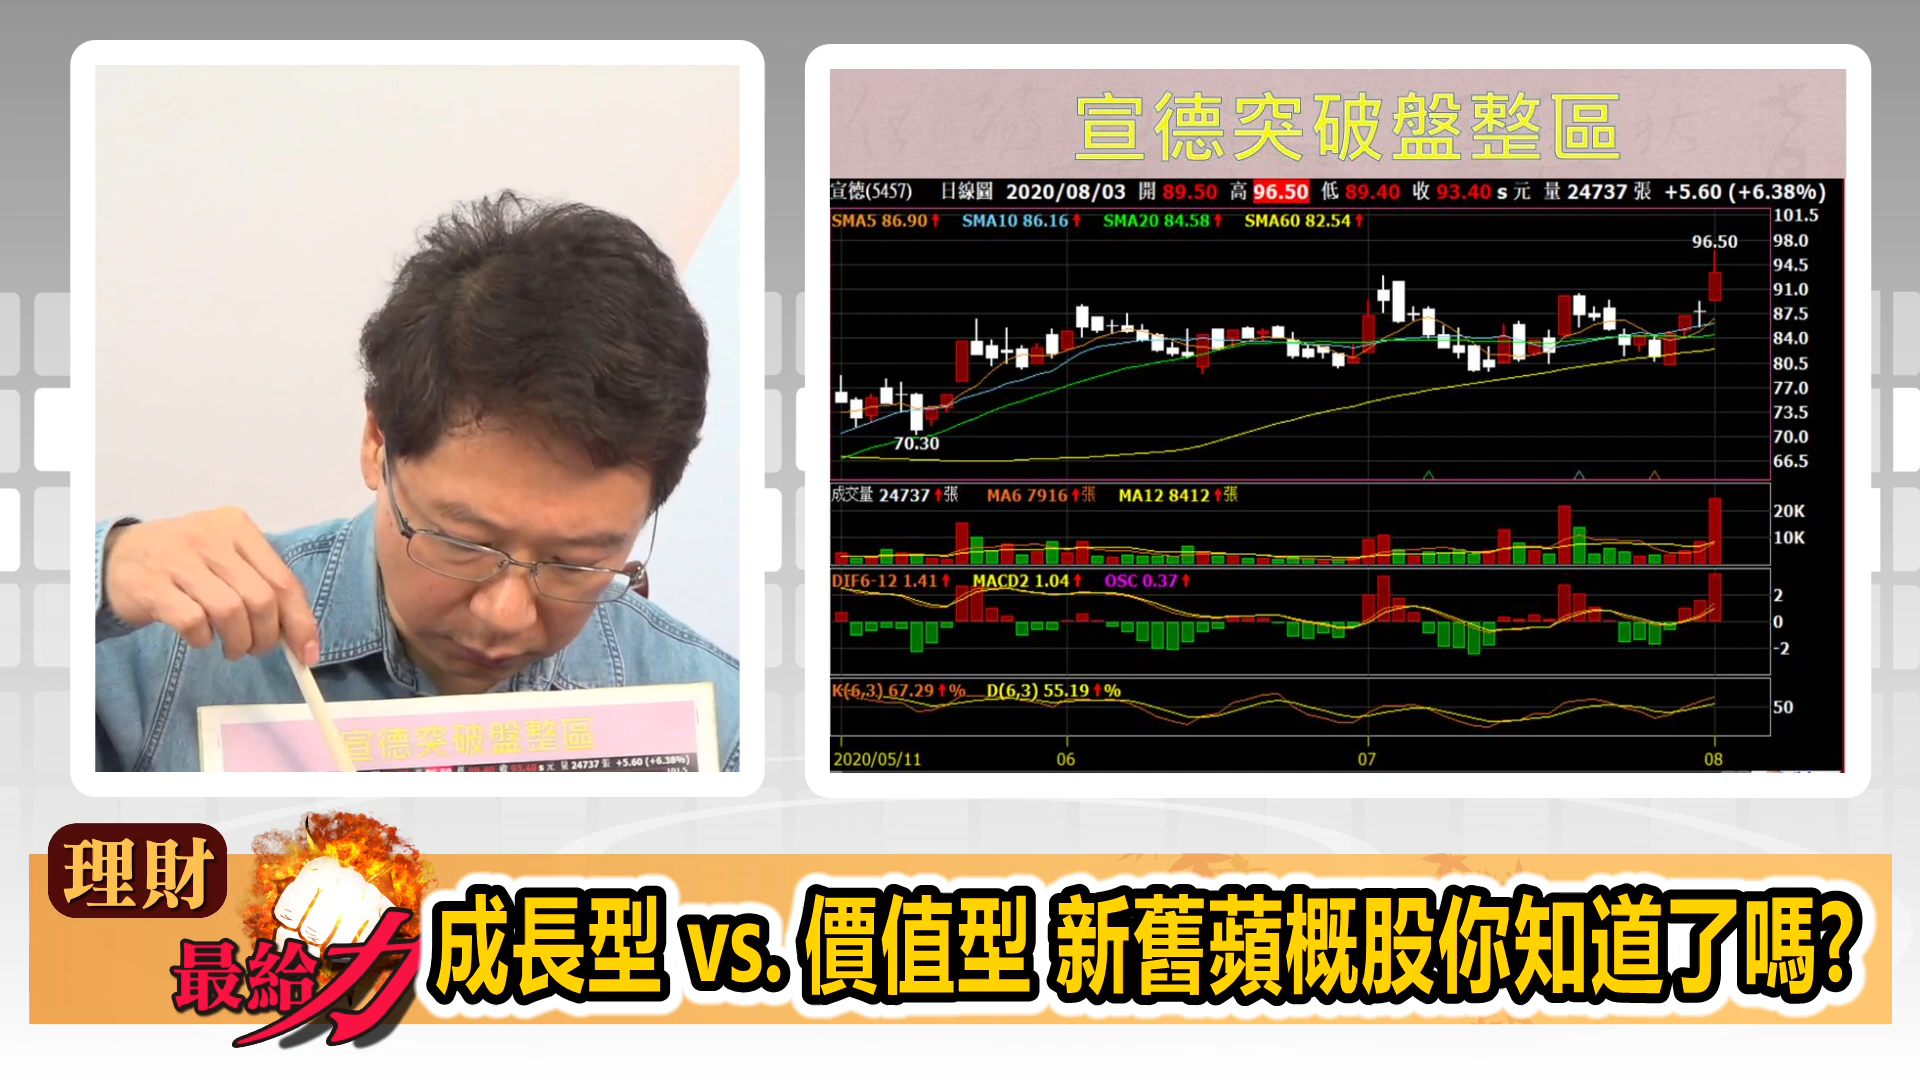 宣德突破盤整區
宣德(5457) 日線圖 2020/08/03 開 89.50 高 96.50 低 89.40 收 93.40 s 元 量 24737 張 +5.60 (+6.38%)
SMA5 86.90↑ SMA10 86.16↑ SMA20 84.58↑ SMA60 82.54↑
101.5
96.50
98.0
94.5
91.0
87.5
84.0
80.5
77.0
73.5
70.30
70.0
66.5
成交量 24737↑張 MA6 7916↑張 MA12 8412↑張
20K
10K
DIF6-12 1.41↑ MACD2 1.04↑ OSC 0.37↑
2
0
-2
K(6,3) 67.29↑% D(6,3) 55.19↑%
50
2020/05/11 06 07 08
宣德突破盤整區
量 24737 張 +5.60 (+6.38%)
理財
最給力
成長型 vs. 價值型 新舊蘋概股你知道了嗎?